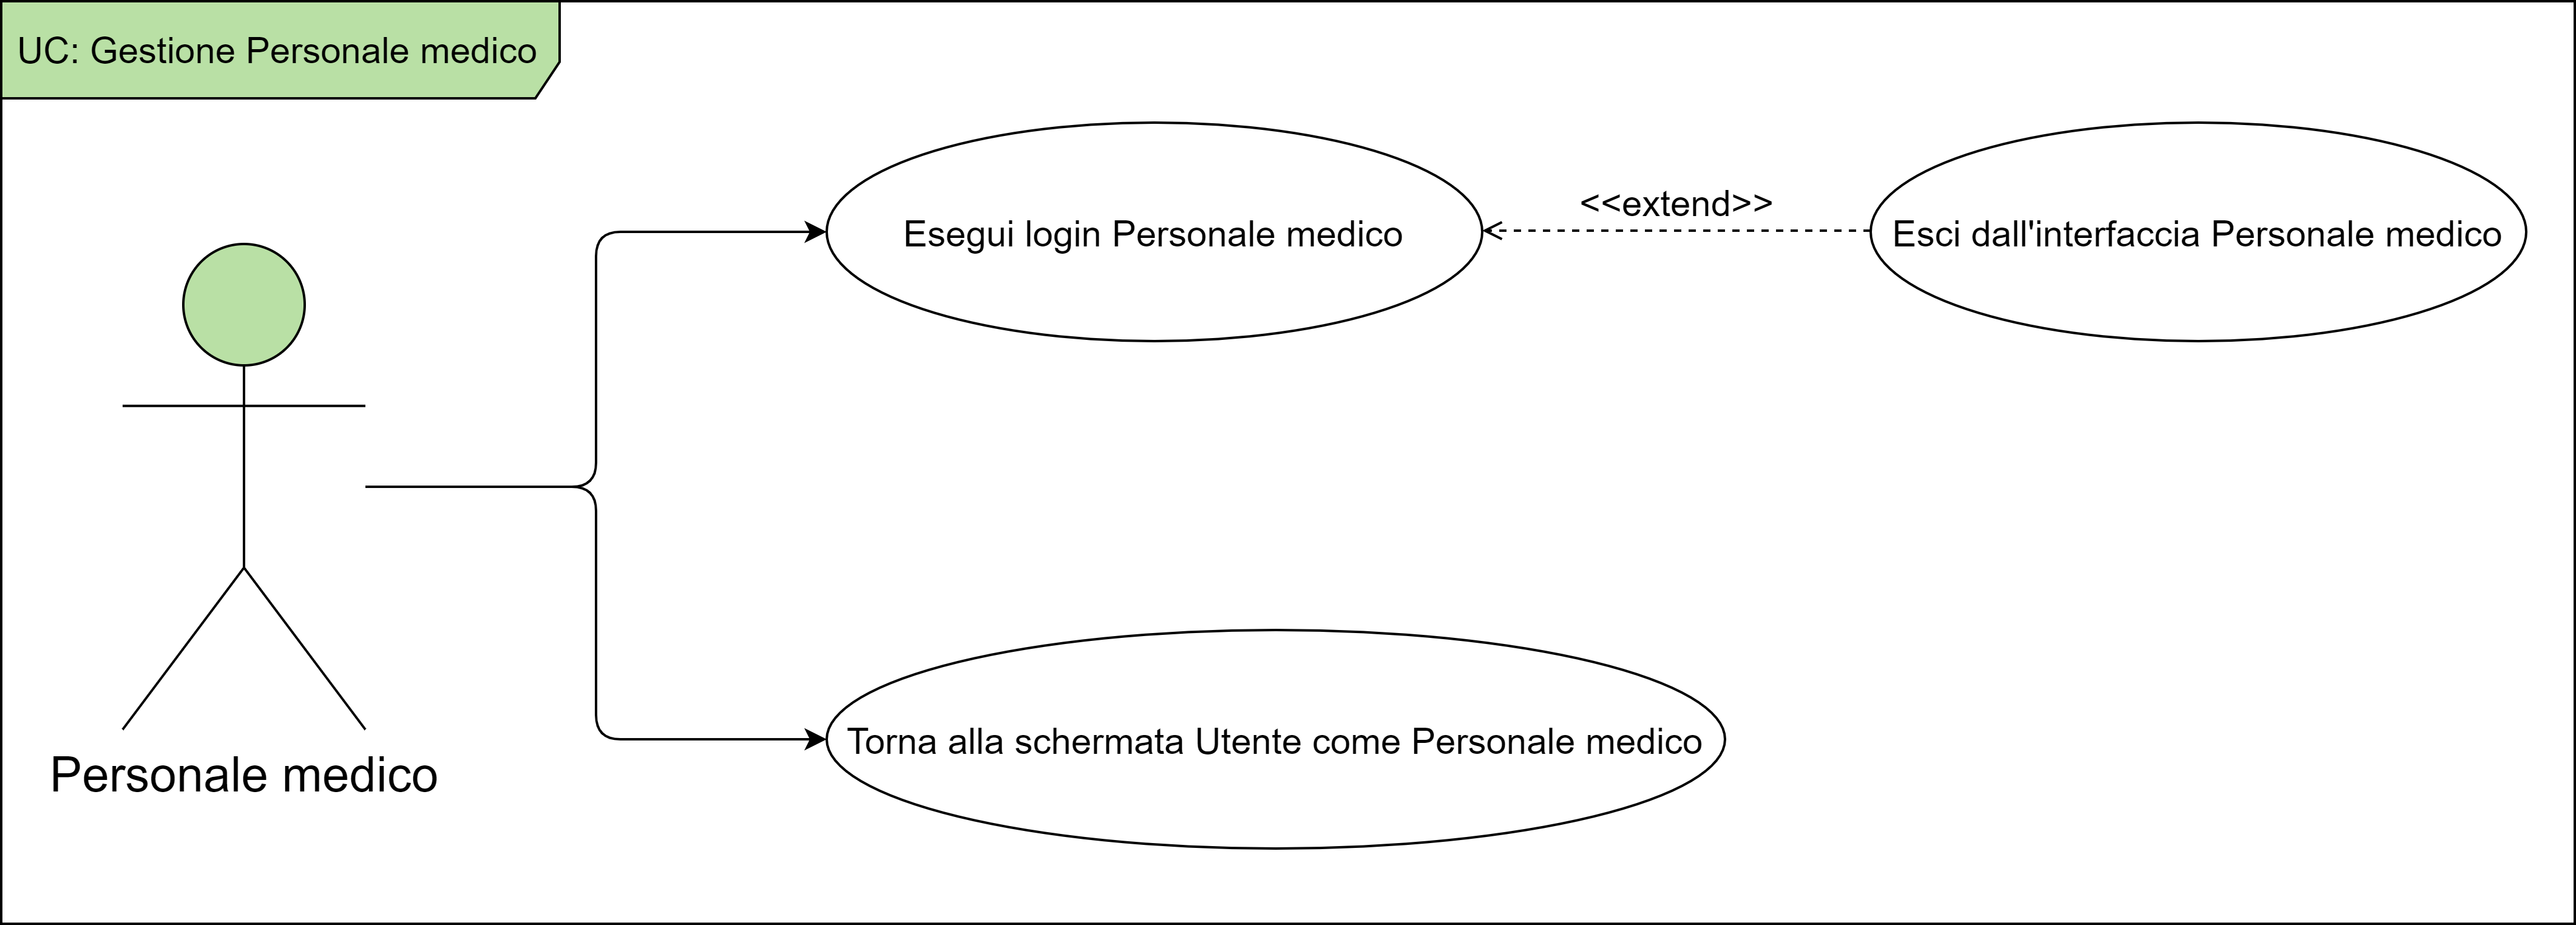 UC: Gestione Personale medico
Esegui login Personale medico
<<extend>>
Esci dall'interfaccia Personale medico
Torna alla schermata Utente come Personale medico
Personale medico